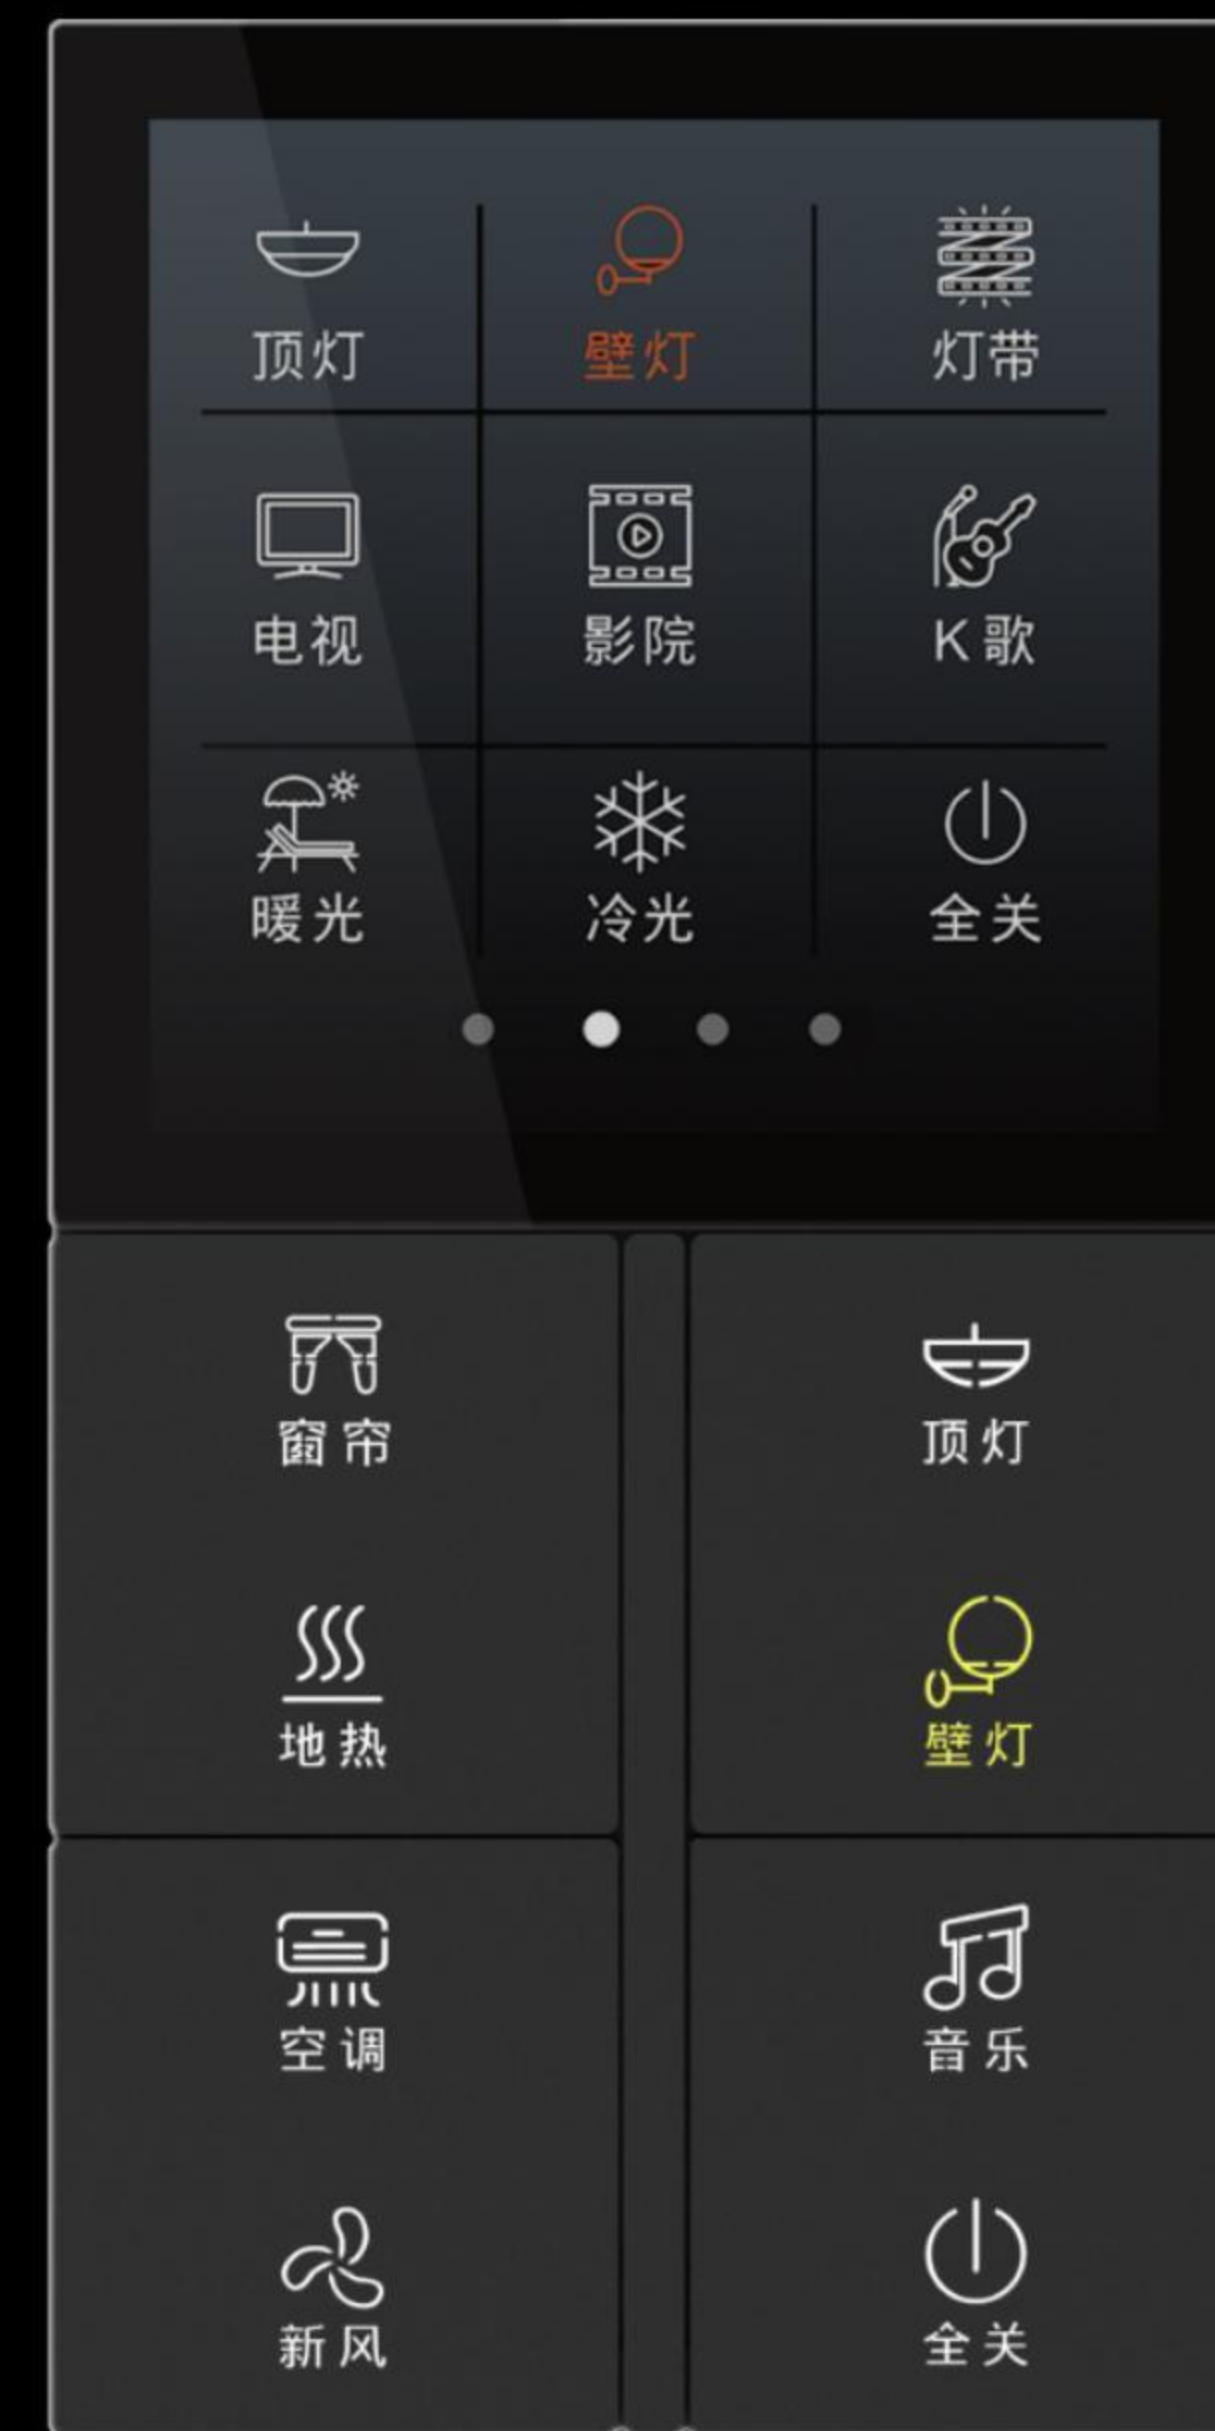 顶灯 壁灯 灯带
电视 影院 K歌
暖光 冷光 全关
窗帘 顶灯
地热 壁灯
空调 音乐
新风 全关